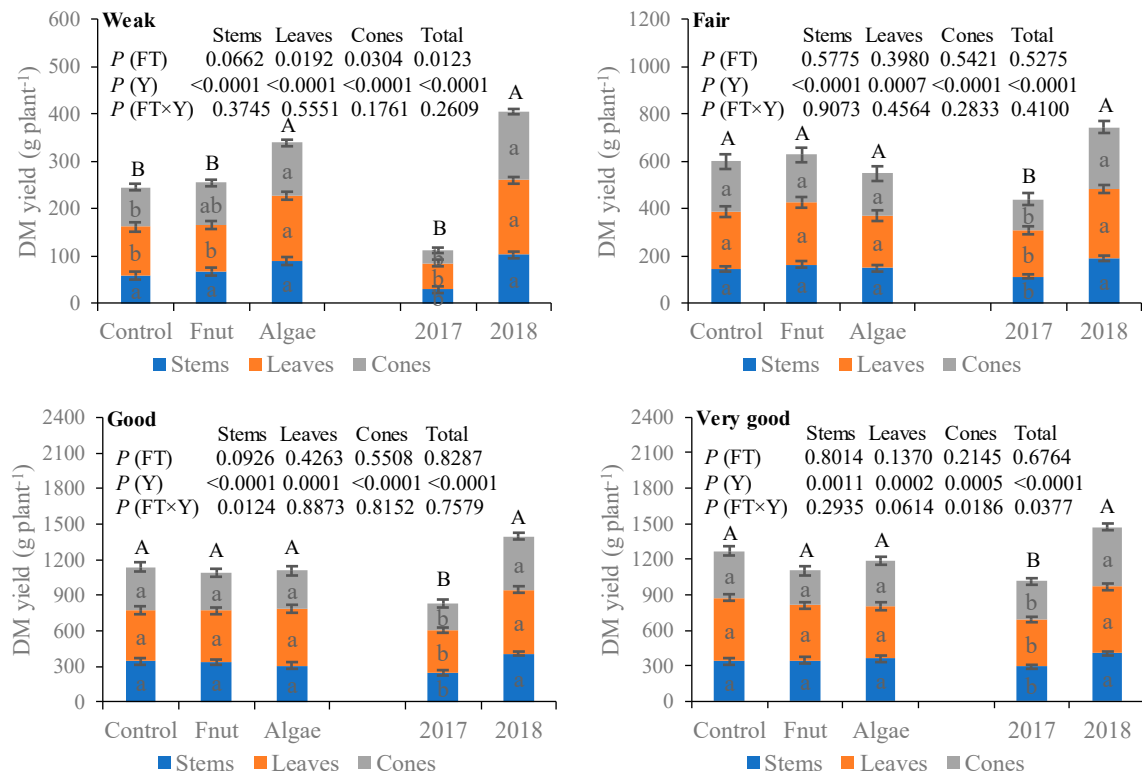 Weak
Stems Leaves Cones Total
P (FT) 0.0662 0.0192 0.0304 0.0123
P (Y) <0.0001 <0.0001 <0.0001 <0.0001
P (FT×Y) 0.3745 0.5551 0.1761 0.2609
DM yield (g plant-1)
600
500
400
300
200
100
0
B B A B A
b ab a b a
b b a b a
a a a a
Control Fnut Algae 2017 2018
Stems Leaves Cones
Fair
Stems Leaves Cones Total
P (FT) 0.5775 0.3980 0.5421 0.5275
P (Y) <0.0001 0.0007 <0.0001 <0.0001
P (FT×Y) 0.9073 0.4564 0.2833 0.4100
DM yield (g plant-1)
1200
1000
800
600
400
200
0
A A A B A
a a a b a
a a a b a
a a a b a
Control Fnut Algae 2017 2018
Stems Leaves Cones
Good
Stems Leaves Cones Total
P (FT) 0.0926 0.4263 0.5508 0.8287
P (Y) <0.0001 0.0001 <0.0001 <0.0001
P (FT×Y) 0.0124 0.8873 0.8152 0.7579
DM yield (g plant-1)
2400
2100
1800
1500
1200
900
600
300
0
A A A B A
a a a b a
a a a b a
a a a b a
Control Fnut Algae 2017 2018
Stems Leaves Cones
Very good
Stems Leaves Cones Total
P (FT) 0.8014 0.1370 0.2145 0.6764
P (Y) 0.0011 0.0002 0.0005 <0.0001
P (FT×Y) 0.2935 0.0614 0.0186 0.0377
DM yield (g plant-1)
2400
2100
1800
1500
1200
900
600
300
0
A A A B A
a a a b a
a a a b a
a a a b a
Control Fnut Algae 2017 2018
Stems Leaves Cones